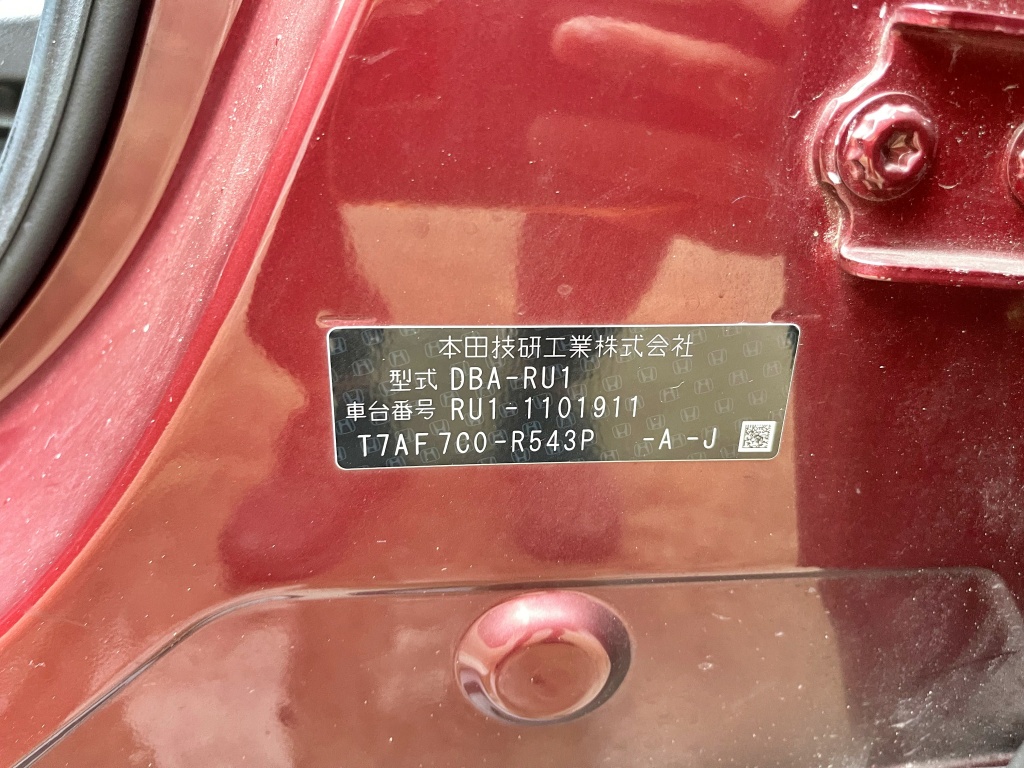 本田技研工業株式会社
型式 DBA-RU1
車台番号 RU1-1101911
T7AF7C0-R543P -A-J